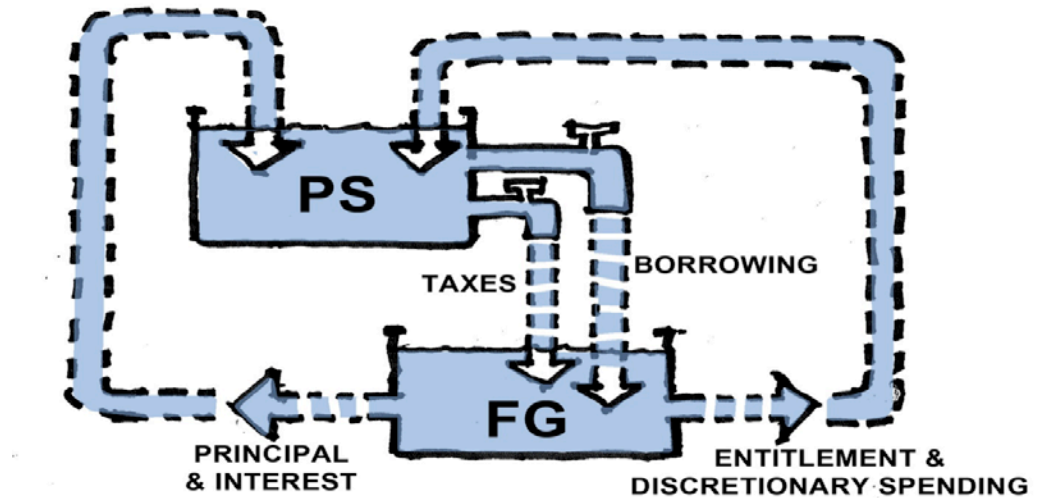 PS
TAXES
BORROWING
FG
PRINCIPAL
& INTEREST
ENTITLEMENT &
DISCRETIONARY SPENDING